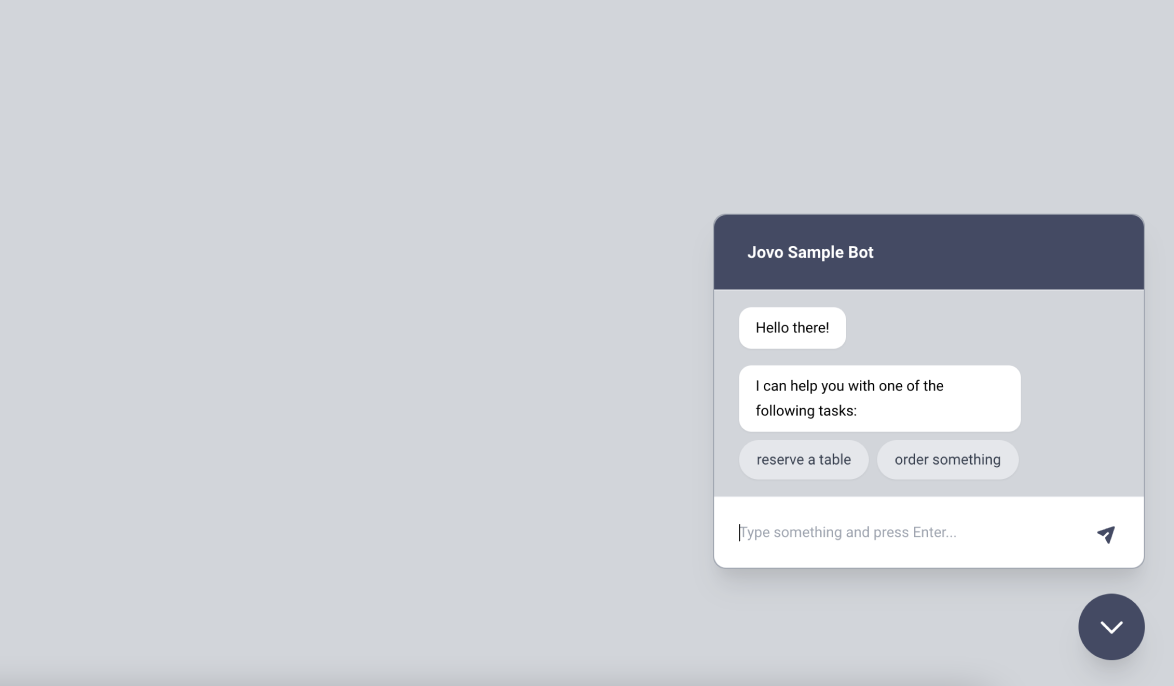 Jovo Sample Bot
Hello there!
I can help you with one of the
following tasks:
reserve a table
order something
Type something and press Enter...